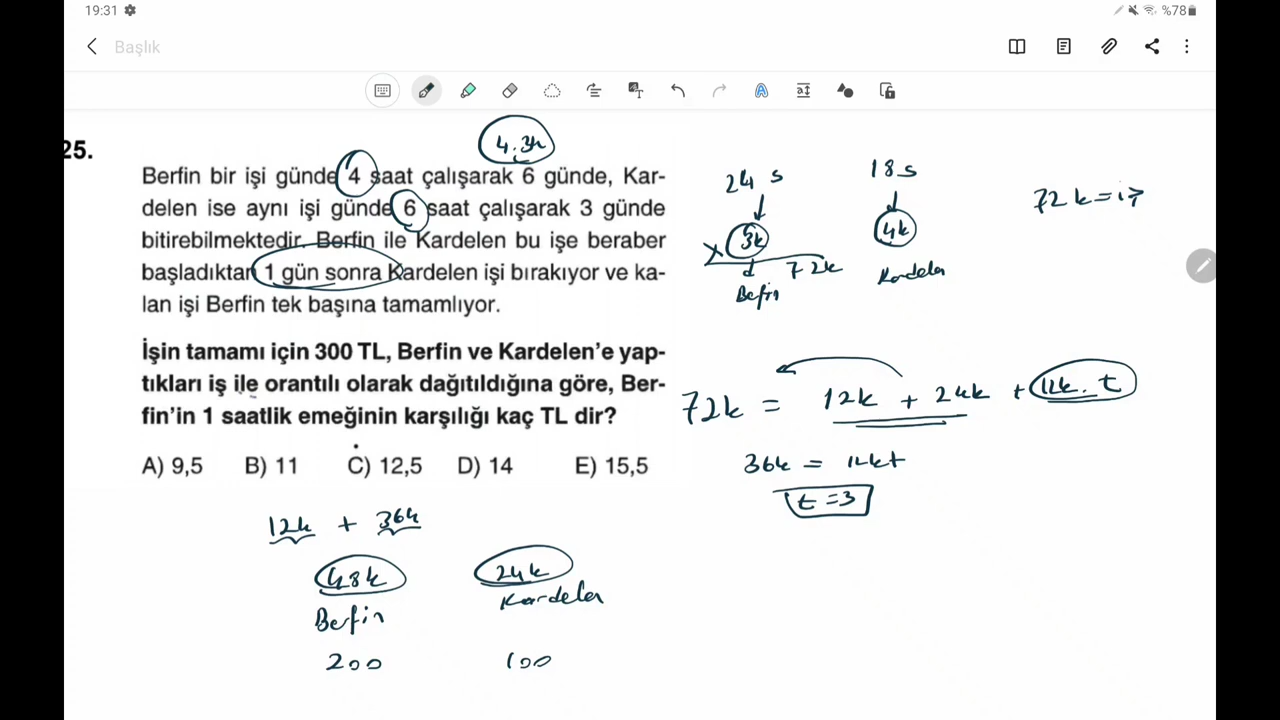 19:31
%78
Başlık
25.
4.3k
Berfin bir işi günde 4 saat çalışarak 6 günde, Kar-
delen ise aynı işi günde 6 saat çalışarak 3 günde
bitirebilmektedir. Berfin ile Kardelen bu işe beraber
başladıktan 1 gün sonra Kardelen işi bırakıyor ve ka-
lan işi Berfin tek başına tamamlıyor.
İşin tamamı için 300 TL, Berfin ve Kardelen'e yap-
tıkları iş ile orantılı olarak dağıtıldığına göre, Ber-
fin'in 1 saatlik emeğinin karşılığı kaç TL dir?
A) 9,5 B) 11 C) 12,5 D) 14 E) 15,5
24 s 18 s
3k 4k
x 72k
Befin Kardelen
72k = iş
72k = 12k + 24k + 12k. t
36k = 12kt
t = 3
12k + 36k
48k 24k
Berfin Kardelen
200 100